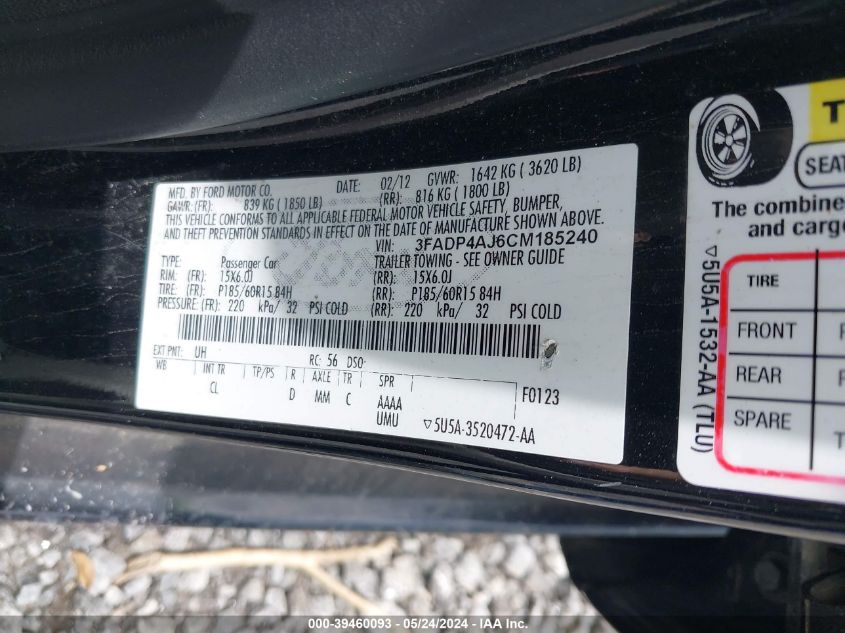 MFD. BY FORD MOTOR CO. DATE: 02/12 GVWR: 1642 KG ( 3620 LB)
GAWR: (FR): 839 KG ( 1850 LB) (RR): 816 KG ( 1800 LB)
THIS VEHICLE CONFORMS TO ALL APPLICABLE FEDERAL MOTOR VEHICLE SAFETY, BUMPER,
THIS VEHICLE STANDARDS IN EFFECT ON THE DATE OF MANUFACTURE SHOWN ABOVE.
VIN: 3FADP4AJ6CM185240
TYPE: Passenger Car TRAILER TOWING - SEE OWNER GUIDE
RIM: (FR): 15X6.0J (RR): 15X6.0J
TIRE: (FR): P185/60R15 84H (RR): P185/60R15 84H
PRESSURE: (FR): 220 kPa/ 32 PSI COLD (RR): 220 kPa/ 32 PSI COLD
EXT PNT: UH RC: 56 DSO:
WB INT TR TP/PS R AXLE TR SPR
CL D MM C AAAA
UMU
F0123
▽5U5A-3520472-AA
SEAT
The combine
and cargo
TIRE
FRONT
REAR
SPARE
▽5U5A-1532-AA (TLU)
000-39460093 - 05/24/2024 - IAA, Inc.